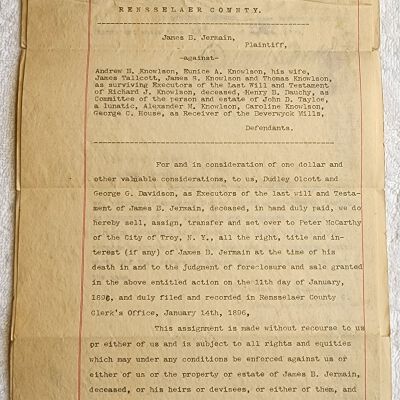 RENSSELAER COUNTY.
James B. Jermain,
Plaintiff,
-against-
Andrew B. Knowlson, Eunice A. Knowlson, his wife,
James Tallcott, James S. Knowlson and Thomas Knowlson,
as surviving Executors of the Last Will and Testament
of Richard J. Knowlson, deceased, Henry B. Dauchy, as
Committee of the person and estate of John D. Tayloe,
a lunatic, Alexander M. Knowlson, Caroline Knowlson,
George C. House, as Receiver of the Beverwyck Mills,
Defendants.
For and in consideration of one dollar and
other valuable considerations, to us, Dudley Olcott and
George G. Davidson, as Executors of the last will and Testa-
ment of James B. Jermain, deceased, in hand duly paid, we do
hereby sell, assign, transfer and set over to Peter McCarthy
of the City of Troy, N. Y., all the right, title and in-
terest (if any) of James B. Jermain at the time of his
death in and to the judgment of foreclosure and sale granted
in the above entitled action on the 11th day of January,
1896, and duly filed and recorded in Rensselaer County
Clerk's Office, January 14th, 1896,
This assignment is made without recourse to us
or either of us and is subject to all rights and equities
which may under any conditions be enforced against us or
either of us or the property or estate of James B. Jermain,
deceased, or his heirs or devisees, or either of them, and